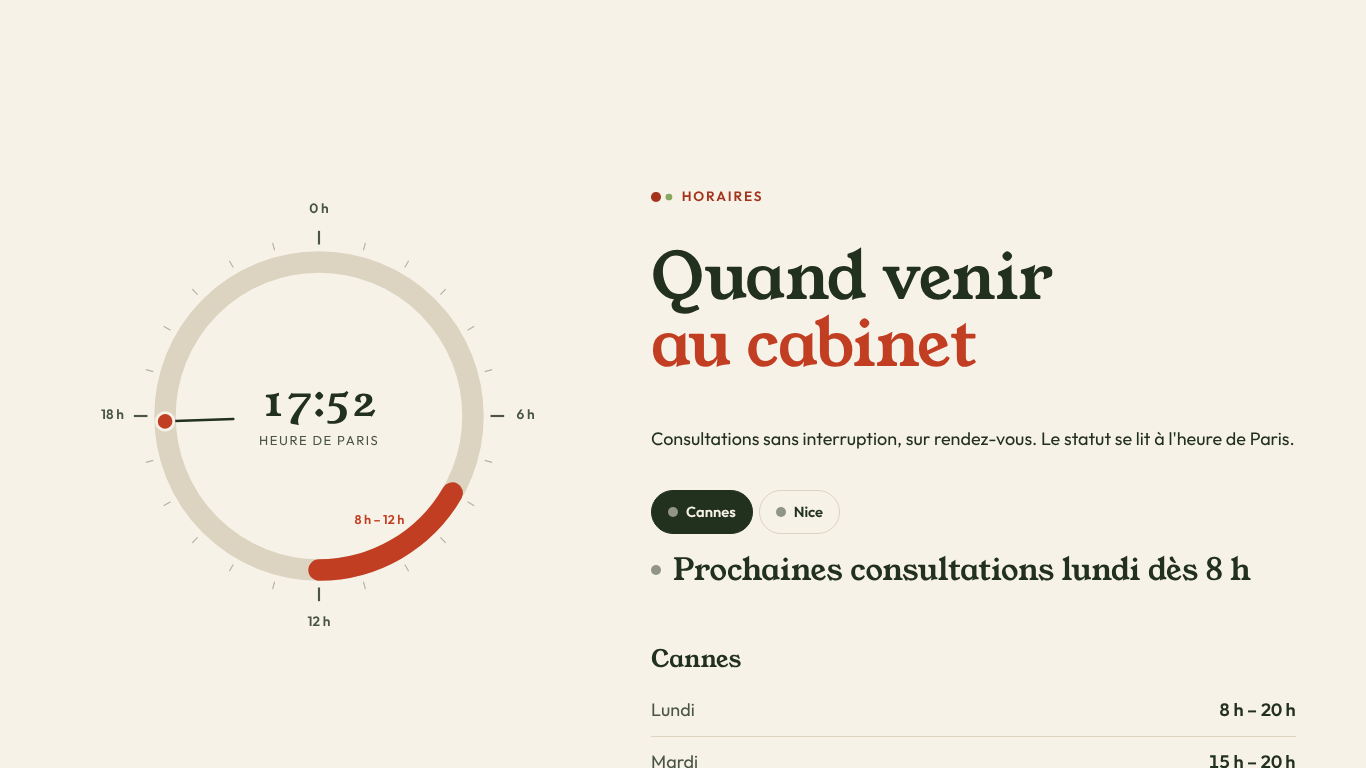 0 h
18 h
17:52
6 h
HEURE DE PARIS
8 h – 12 h
12 h
HORAIRES
Quand venir
au cabinet
Consultations sans interruption, sur rendez-vous. Le statut se lit à l'heure de Paris.
Cannes
Nice
Prochaines consultations lundi dès 8 h
Cannes
Lundi 8 h – 20 h
Mardi 15 h – 20 h